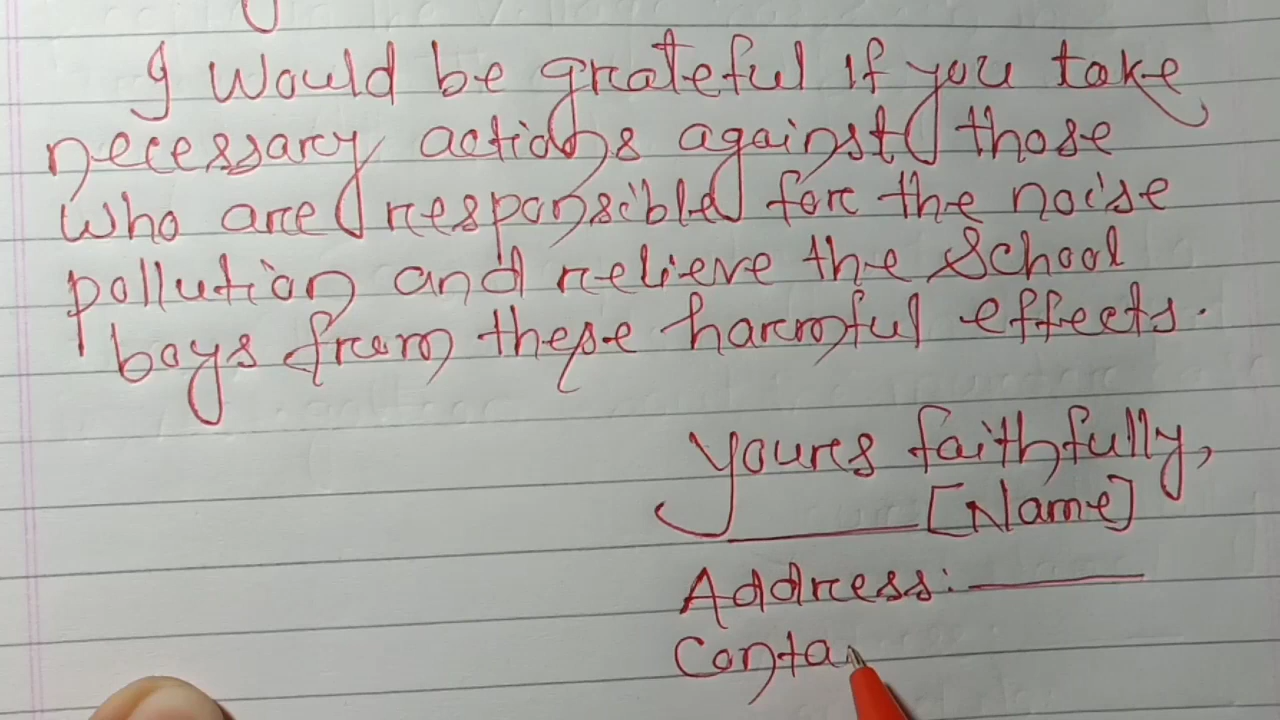 I would be grateful if you take
necessary actions against those
who are responsible for the noise
pollution and relieve the school
boys from these harmful effects.
yours faithfully,
[Name]
Address:
Conta